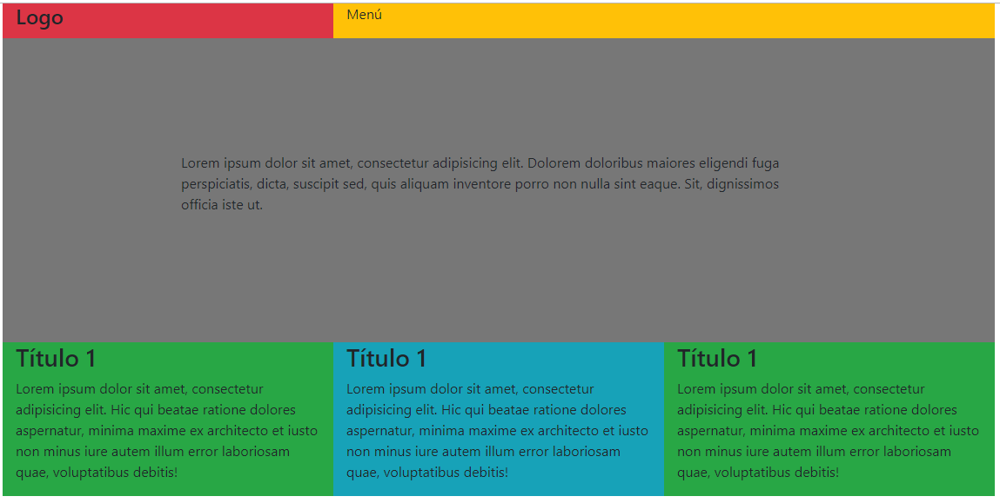 Logo
Menú
Lorem ipsum dolor sit amet, consectetur adipisicing elit. Dolorem doloribus maiores eligendi fuga
perspiciatis, dicta, suscipit sed, quis aliquam inventore porro non nulla sint eaque. Sit, dignissimos
officia iste ut.
Título 1
Lorem ipsum dolor sit amet, consectetur
adipisicing elit. Hic qui beatae ratione dolores
aspernatur, minima maxime ex architecto et iusto
non minus iure autem illum error laboriosam
quae, voluptatibus debitis!
Título 1
Lorem ipsum dolor sit amet, consectetur
adipisicing elit. Hic qui beatae ratione dolores
aspernatur, minima maxime ex architecto et iusto
non minus iure autem illum error laboriosam
quae, voluptatibus debitis!
Título 1
Lorem ipsum dolor sit amet, consectetur
adipisicing elit. Hic qui beatae ratione dolores
aspernatur, minima maxime ex architecto et iusto
non minus iure autem illum error laboriosam
quae, voluptatibus debitis!